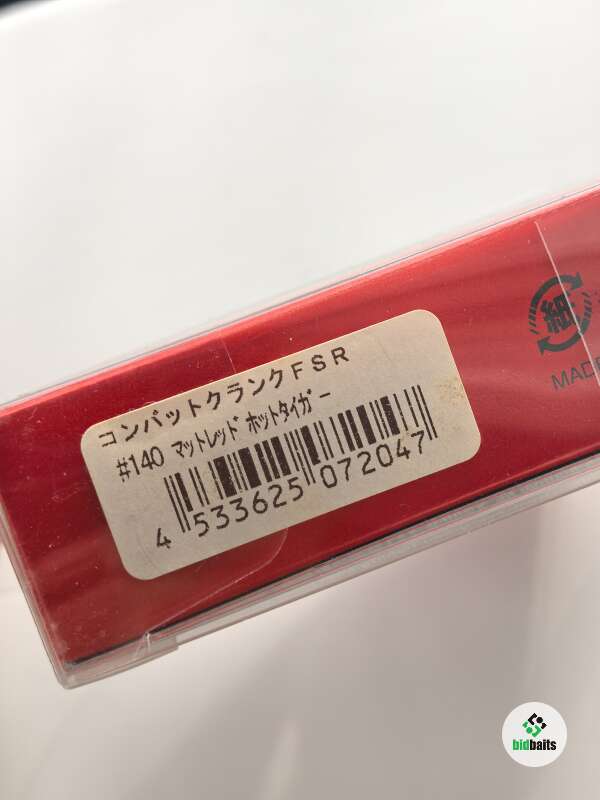 コンバットクランクFSR
#140 マットレッド ホットタイガー
4 533625 072047
紙
MADE
bidbaits